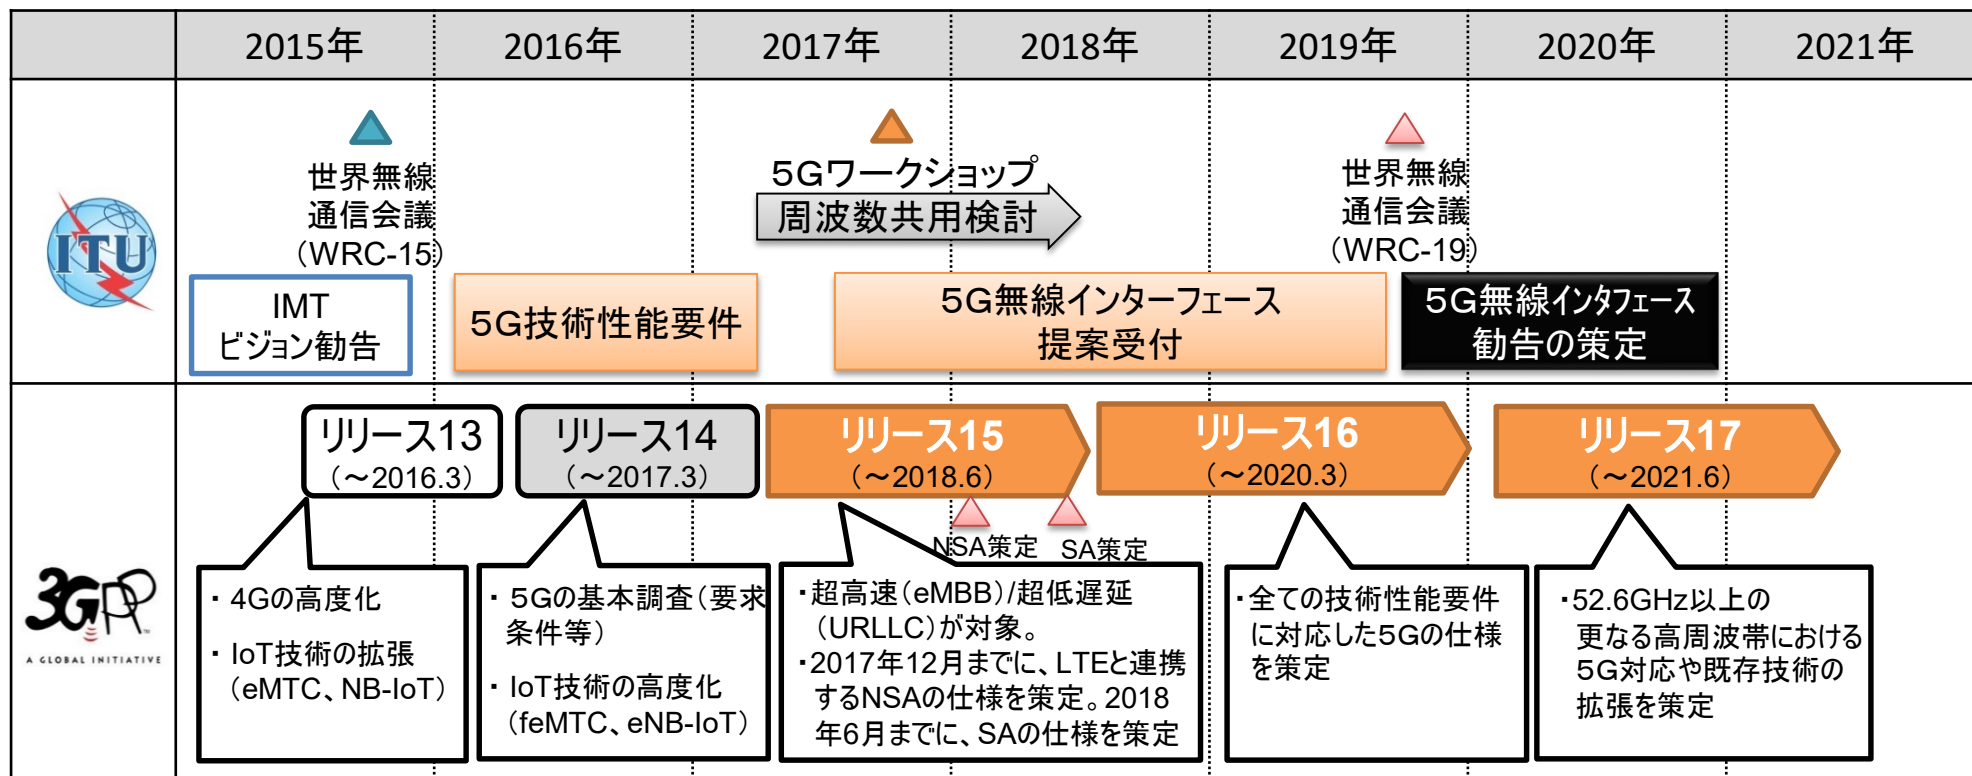 2015年
2016年
2017年
2018年
2019年
2020年
2021年
ITU
世界無線
通信会議
(WRC-15)
5Gワークショップ
周波数共用検討
世界無線
通信会議
(WRC-19)
IMT
ビジョン勧告
5G技術性能要件
5G無線インターフェース
提案受付
5G無線インタフェース
勧告の策定
3GPP
A GLOBAL INITIATIVE
リリース13
(～2016.3)
リリース14
(～2017.3)
リリース15
(～2018.6)
リリース16
(～2020.3)
リリース17
(～2021.6)
NSA策定
SA策定
・ 4Gの高度化
・ IoT技術の拡張
(eMTC、NB-IoT)
・ 5Gの基本調査(要求
条件等)
・ IoT技術の高度化
(feMTC、eNB-IoT)
・超高速(eMBB)/超低遅延
(URLLC)が対象。
・2017年12月までに、LTEと連携
するNSAの仕様を策定。2018
年6月までに、SAの仕様を策定
・全ての技術性能要件
に対応した5Gの仕様
を策定
・52.6GHz以上の
更なる高周波帯における
5G対応や既存技術の
拡張を策定